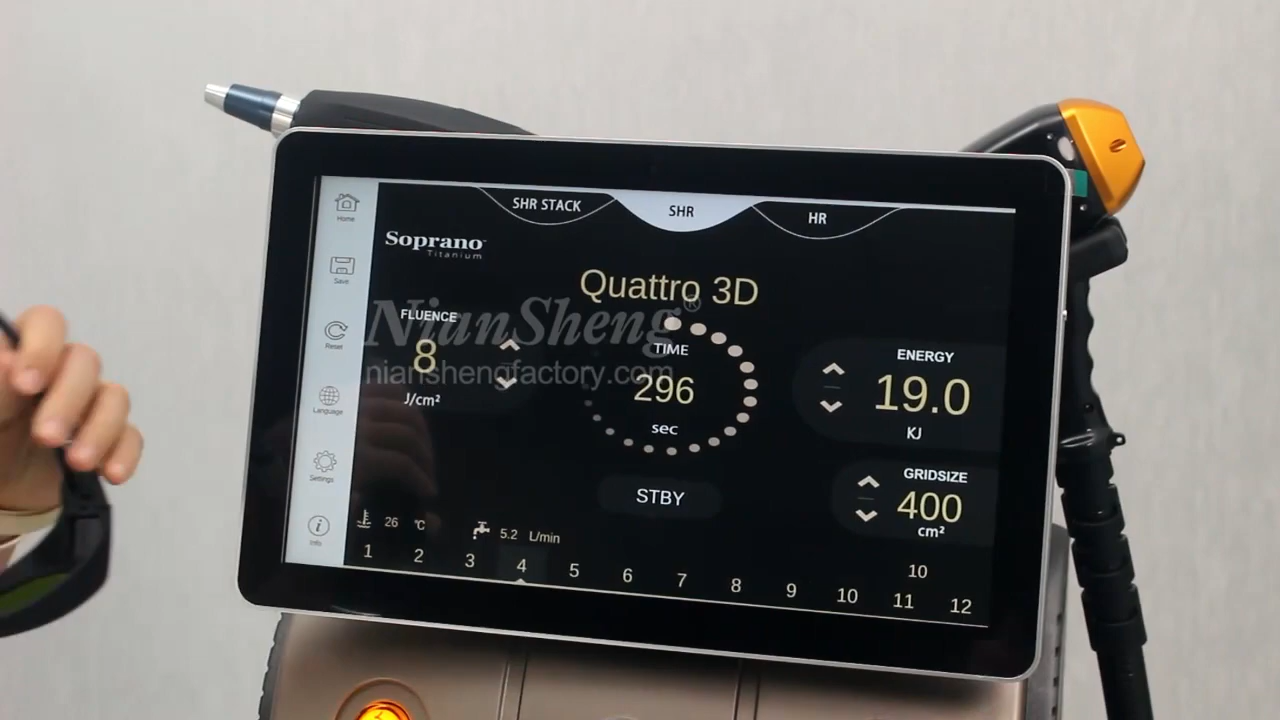 SHR STACK
SHR
HR
Home
Soprano
Titanium
Save
Quattro 3D
NianSheng®
nianshengfactory.com
FLUENCE
8
J/cm²
TIME
296
sec
ENERGY
19.0
KJ
Reset
Language
Settings
Info
STBY
GRIDSIZE
400
cm²
26 °C
5.2 L/min
10
1 2 3 4 5 6 7 8 9 10 11 12